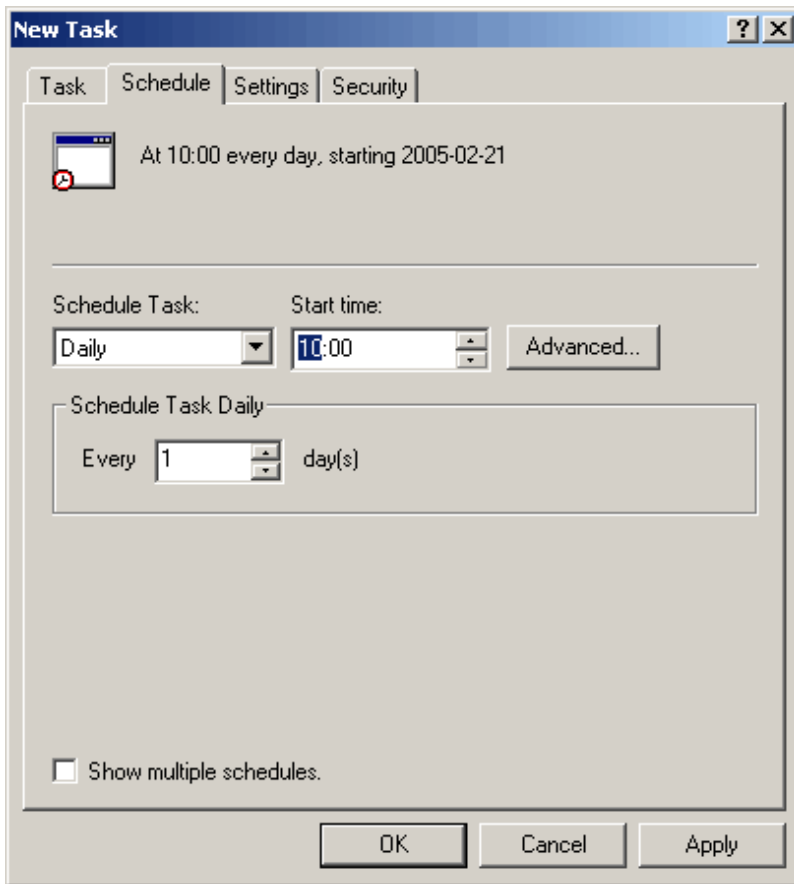 New Task
Task Schedule Settings Security
At 10:00 every day, starting 2005-02-21
Schedule Task: Start time:
Daily 10:00 Advanced...
Schedule Task Daily
Every 1 day(s)
Show multiple schedules.
OK Cancel Apply